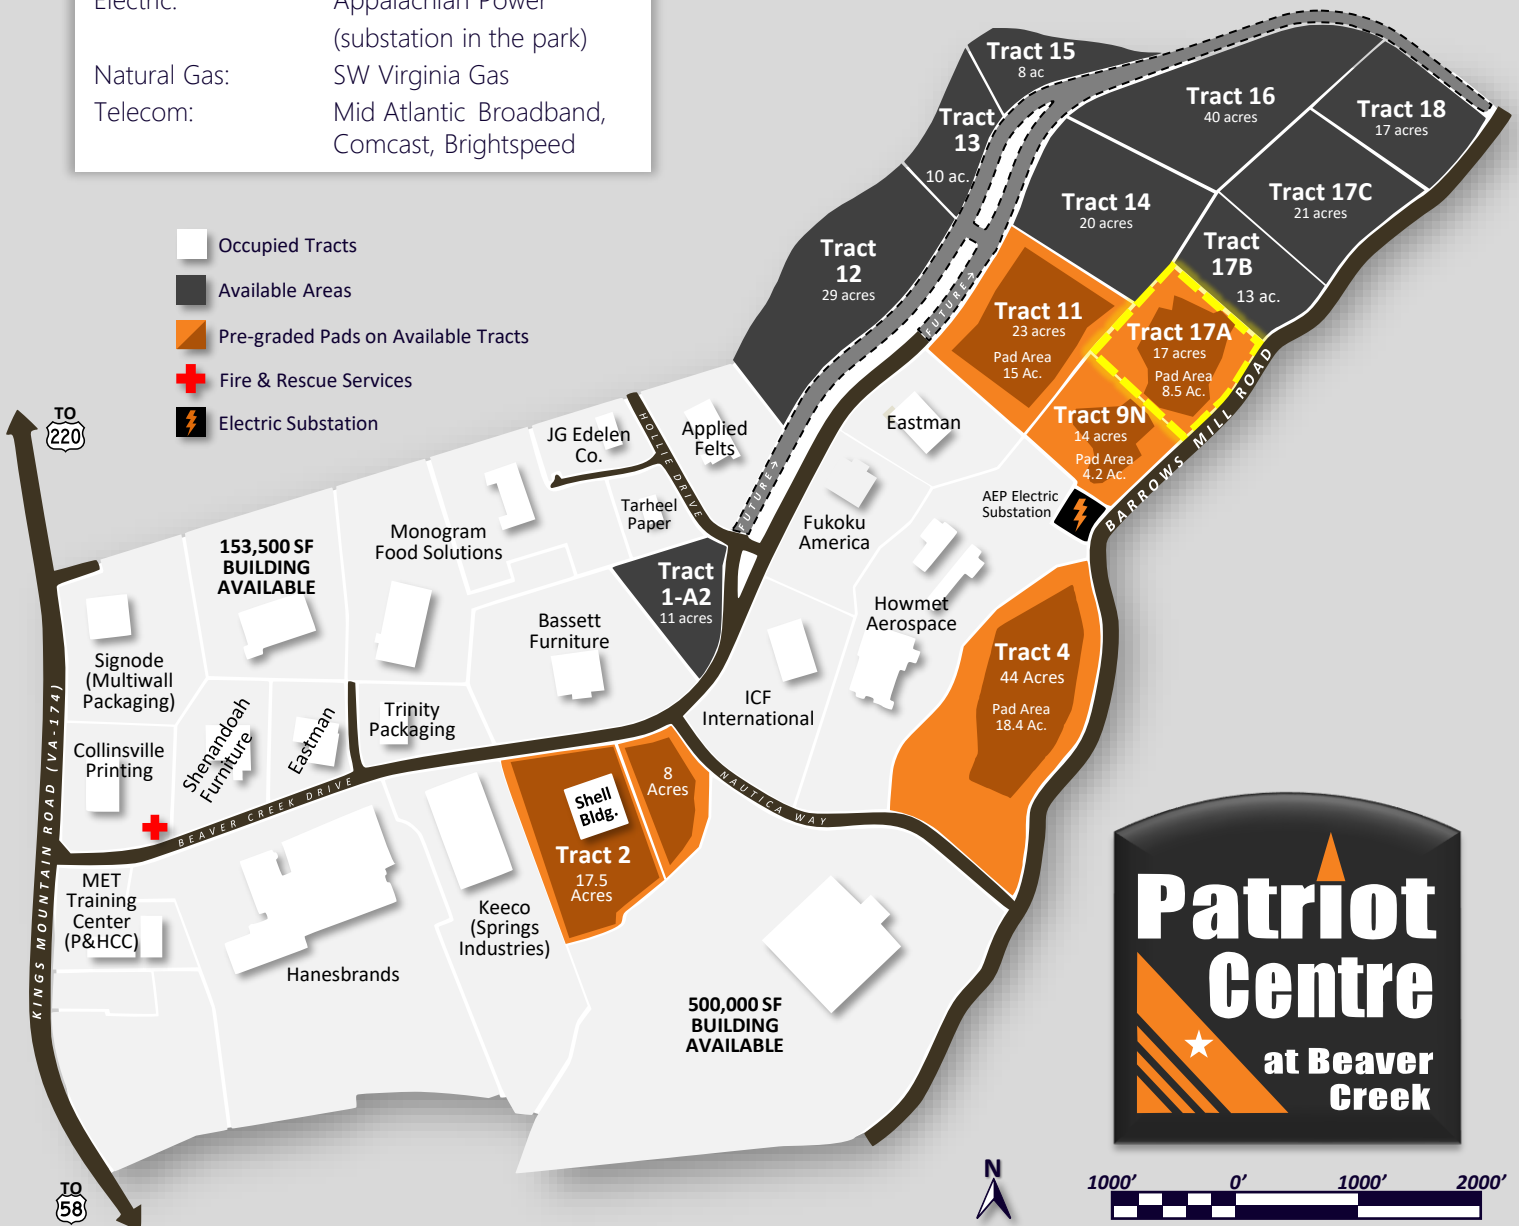 Electric: Appalachian Power
(substation in the park)
Natural Gas: SW Virginia Gas
Telecom: Mid Atlantic Broadband,
Comcast, Brightspeed
Occupied Tracts
Available Areas
Pre-graded Pads on Available Tracts
Fire & Rescue Services
Electric Substation
TO
220
Tract 15
8 ac
Tract
13
10 ac.
Tract 16
40 acres
Tract 18
17 acres
Tract 14
20 acres
Tract 17C
21 acres
Tract
17B
13 ac.
Tract
12
29 acres
FUTURE
Tract 11
23 acres
Pad Area
15 Ac.
Tract 17A
17 acres
Pad Area
8.5 Ac.
Tract 9N
14 acres
Pad Area
4.2 Ac.
BARROWS MILL ROAD
AEP Electric
Substation
Eastman
JG Edelen
Co.
HOLLIE DRIVE
Applied
Felts
FUTURE
Tarheel
Paper
Fukoku
America
Monogram
Food Solutions
153,500 SF
BUILDING
AVAILABLE
Tract
1-A2
11 acres
Bassett
Furniture
Howmet
Aerospace
Tract 4
44 Acres
Pad Area
18.4 Ac.
Signode
(Multiwall
Packaging)
KINGS MOUNTAIN ROAD (VA-174)
Collinsville
Printing
Shenandoah
Furniture
Eastman
Trinity
Packaging
ICF
International
BEAVER CREEK DRIVE
NAUTICA WAY
Shell
Bldg.
8
Acres
Tract 2
17.5
Acres
MET
Training
Center
(P&HCC)
Hanesbrands
Keeco
(Springs
Industries)
500,000 SF
BUILDING
AVAILABLE
Patriot
Centre
at Beaver
Creek
TO
58
N
1000’ 0’ 1000’ 2000’